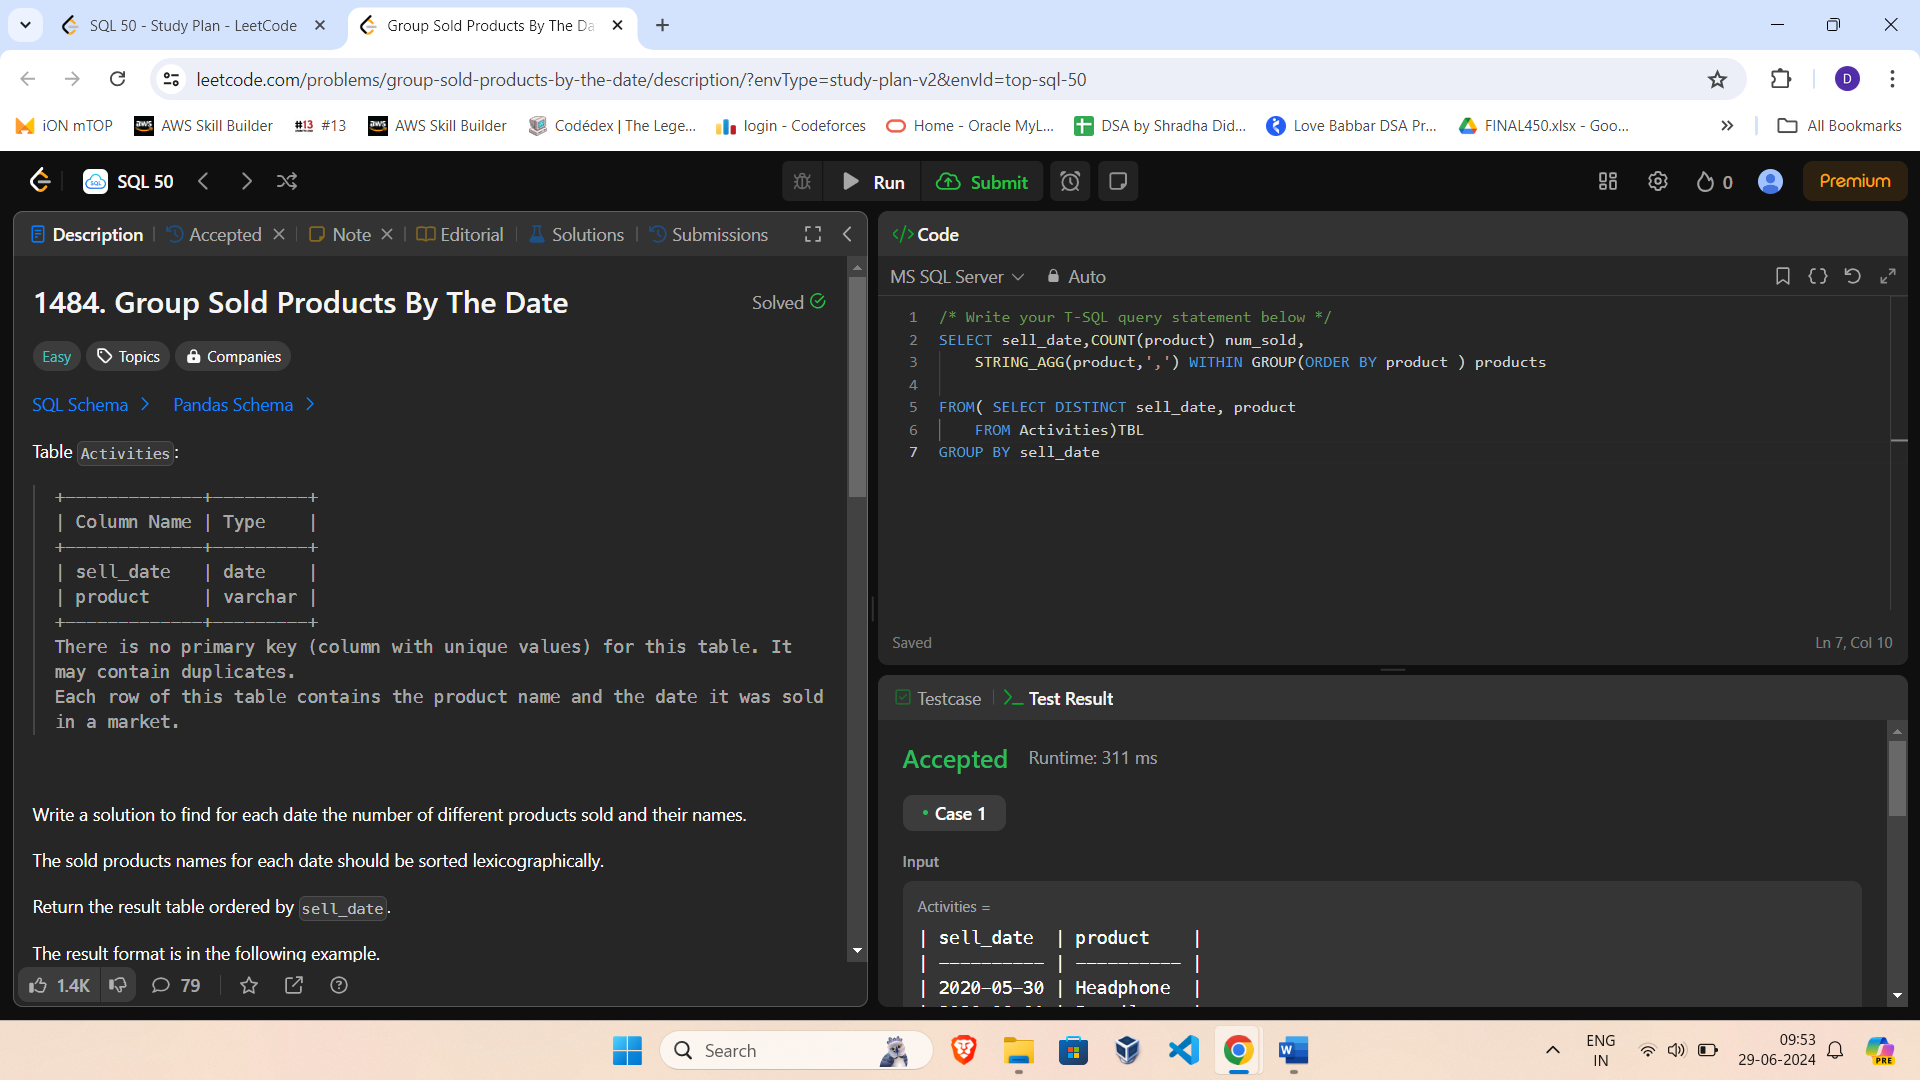 SQL 50 - Study Plan - LeetCode
Group Sold Products By The Da
leetcode.com/problems/group-sold-products-by-the-date/description/?envType=study-plan-v2&envId=top-sql-50
D
iON mTOP
AWS Skill Builder
#13
AWS Skill Builder
Codédex | The Lege...
login - Codeforces
Home - Oracle MyL...
DSA by Shradha Did...
Love Babbar DSA Pr...
FINAL450.xlsx - Goo...
All Bookmarks
SQL 50
Run
Submit
0
Premium
Description
Accepted
Note
Editorial
Solutions
Submissions
1484. Group Sold Products By The Date
Solved
Easy
Topics
Companies
SQL Schema
Pandas Schema
Table Activities:
+-------------+---------+
| Column Name | Type    |
+-------------+---------+
| sell_date   | date    |
| product     | varchar |
+-------------+---------+
There is no primary key (column with unique values) for this table. It
may contain duplicates.
Each row of this table contains the product name and the date it was sold
in a market.
Write a solution to find for each date the number of different products sold and their names.
The sold products names for each date should be sorted lexicographically.
Return the result table ordered by sell_date.
The result format is in the following example.
1.4K
79
</> Code
MS SQL Server
Auto
1 /* Write your T-SQL query statement below */
2 SELECT sell_date,COUNT(product) num_sold,
3     STRING_AGG(product,',') WITHIN GROUP(ORDER BY product ) products
4
5 FROM( SELECT DISTINCT sell_date, product
6     FROM Activities)TBL
7 GROUP BY sell_date
Saved
Ln 7, Col 10
Testcase
Test Result
Accepted
Runtime: 311 ms
Case 1
Input
Activities =
| sell_date  | product    |
| ---------- | ---------- |
| 2020-05-30 | Headphone  |
Search
ENG
IN
09:53
29-06-2024
PRE